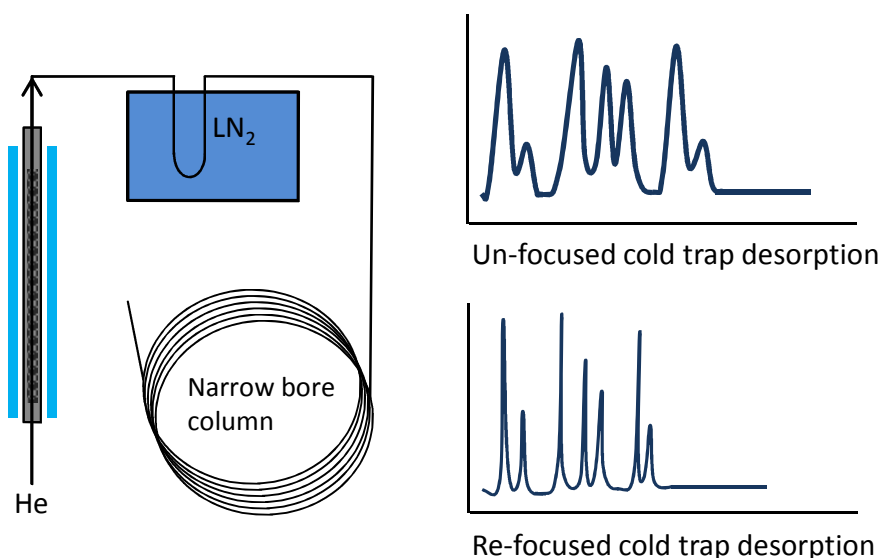 LN₂
Narrow bore
column
He
Un-focused cold trap desorption
Re-focused cold trap desorption